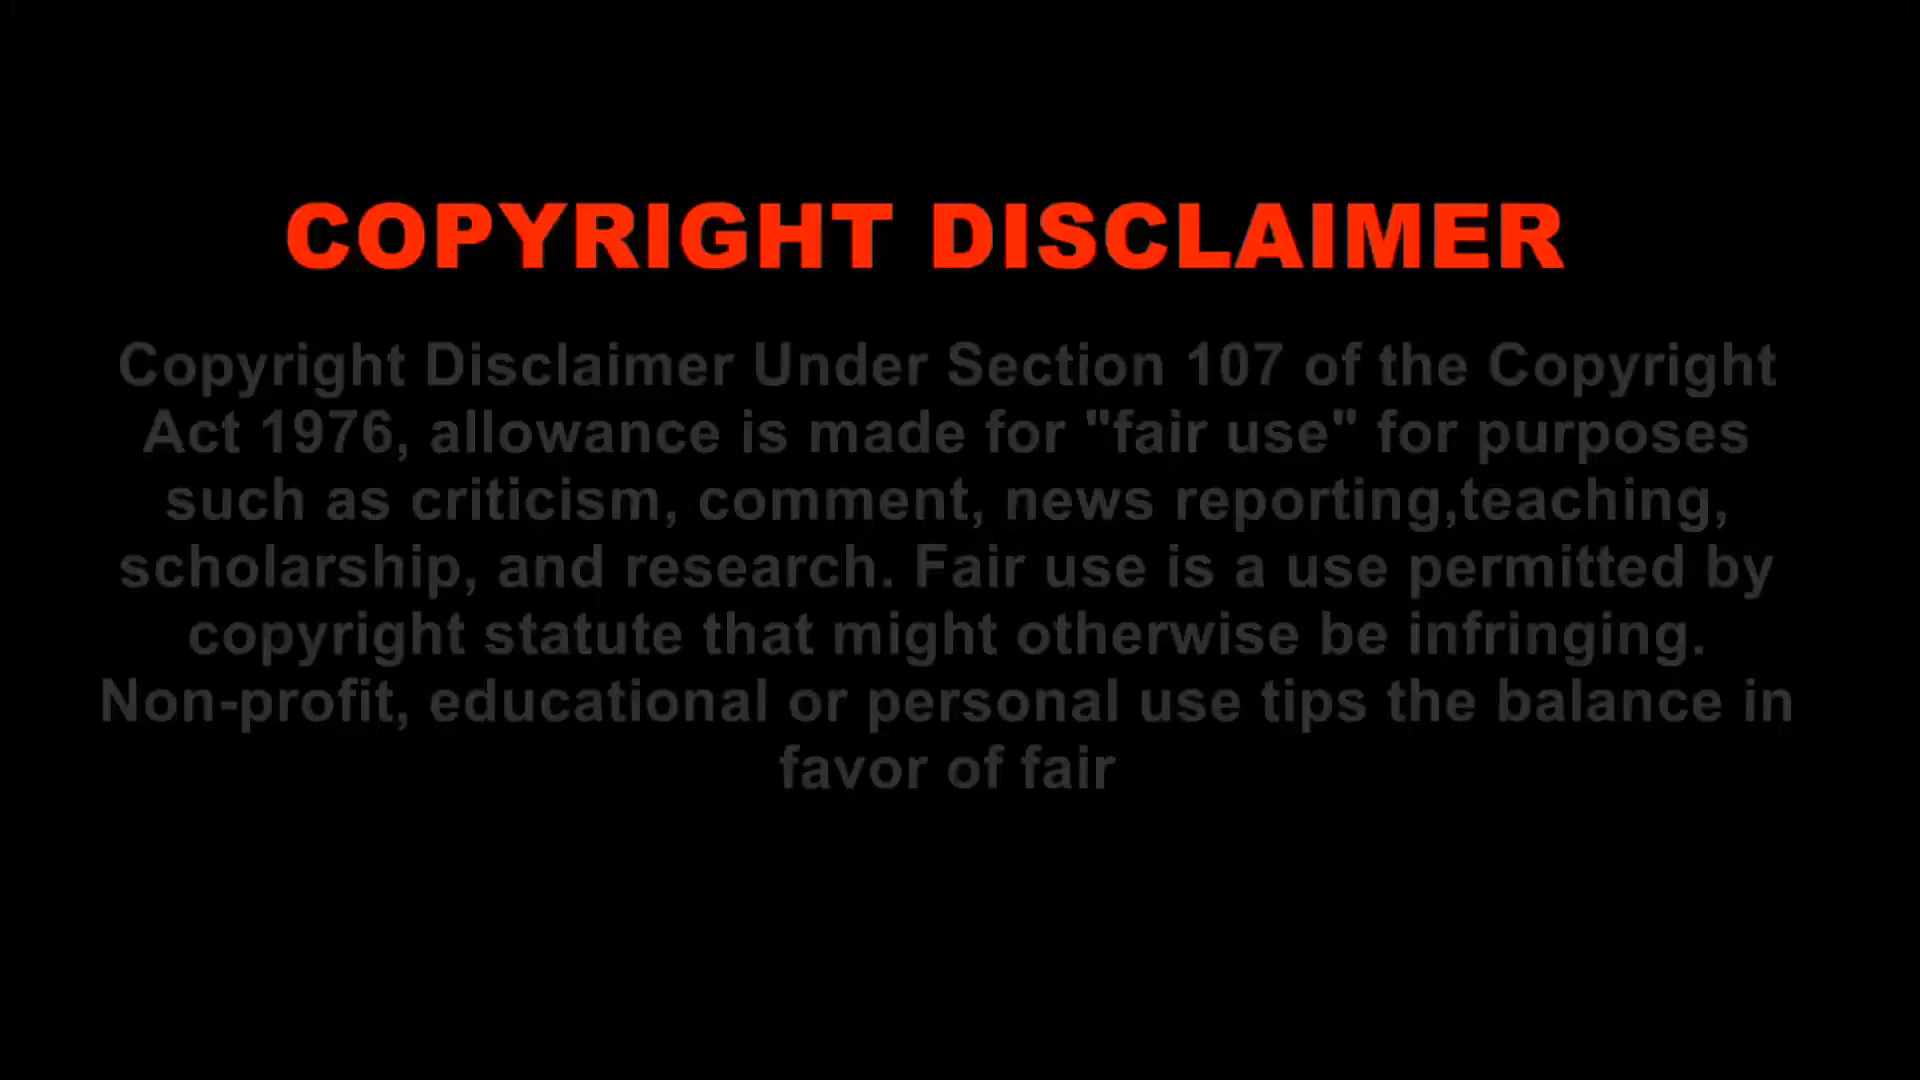 COPYRIGHT DISCLAIMER
Copyright Disclaimer Under Section 107 of the Copyright
Act 1976, allowance is made for "fair use" for purposes
such as criticism, comment, news reporting,teaching,
scholarship, and research. Fair use is a use permitted by
copyright statute that might otherwise be infringing.
Non-profit, educational or personal use tips the balance in
favor of fair